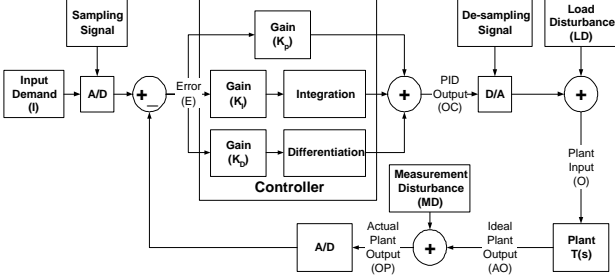 Sampling
Signal
Gain
(Kp)
De-sampling
Signal
Load
Disturbance
(LD)
Input
Demand
(I)
A/D
+
_
Error
(E)
Gain
(KI)
Integration
+
PID
Output
(OC)
D/A
+
Gain
(KD)
Differentiation
Controller
Measurement
Disturbance
(MD)
Plant
Input
(O)
A/D
Actual
Plant
Output
(OP)
+
Ideal
Plant
Output
(AO)
Plant
T(s)